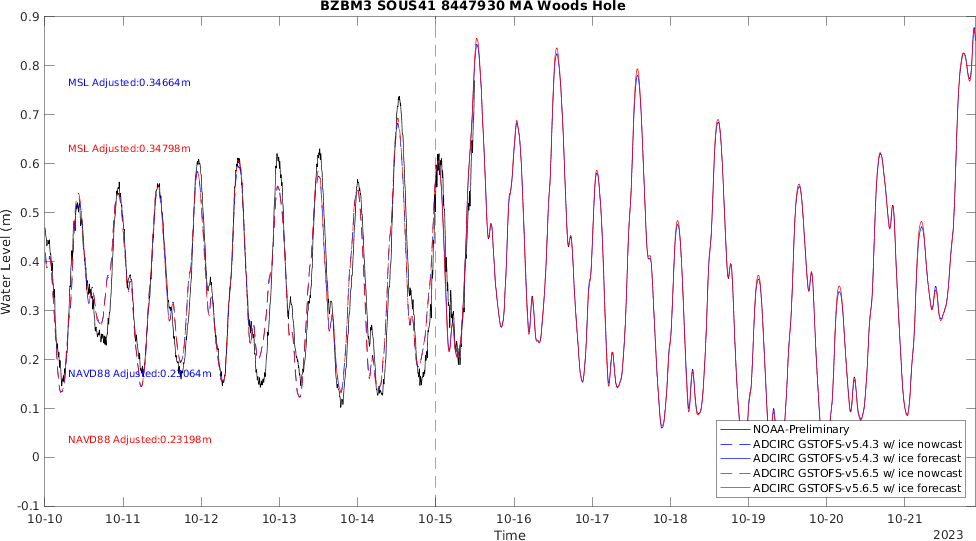 BZBM3 SOUS41 8447930 MA Woods Hole
0.9
0.8
0.7
0.6
0.5
0.4
0.3
0.2
0.1
0
-0.1
Water Level (m)
MSL Adjusted:0.34664m
MSL Adjusted:0.34798m
NAVD88 Adjusted:0.23064m
NAVD88 Adjusted:0.23198m
NOAA-Preliminary
ADCIRC GSTOFS-v5.4.3 w/ ice nowcast
ADCIRC GSTOFS-v5.4.3 w/ ice forecast
ADCIRC GSTOFS-v5.6.5 w/ ice nowcast
ADCIRC GSTOFS-v5.6.5 w/ ice forecast
10-10 10-11 10-12 10-13 10-14 10-15 10-16 10-17 10-18 10-19 10-20 10-21
Time
2023